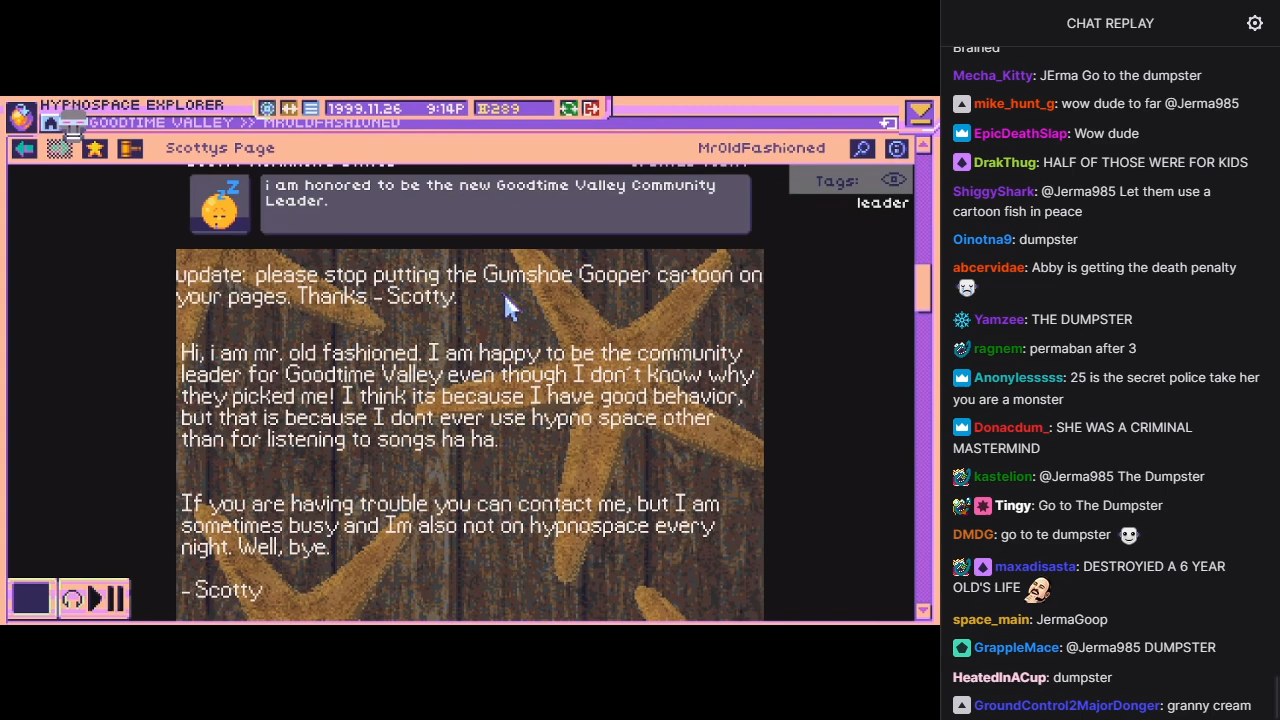 HYPNOSPACE EXPLORER
1999.11.26 9:14P
289
GOODTIME VALLEY >> MROLDFASHIONED
Scottys Page
MrOldFashioned
Tags:
leader
i am honored to be the new Goodtime Valley Community
Leader.
update: please stop putting the Gumshoe Gooper cartoon on
your pages. Thanks - Scotty.
Hi, i am mr. old fashioned. I am happy to be the community
leader for Goodtime Valley even though I don't know why
they picked me! I think its because I have good behavior,
but that is because I dont ever use hypno space other
than for listening to songs ha ha.
If you are having trouble you can contact me, but I am
sometimes busy and Im also not on hypnospace every
night. Well, bye.
- Scotty
CHAT REPLAY
Brained
Mecha_Kitty: JErma Go to the dumpster
mike_hunt_g: wow dude to far @Jerma985
EpicDeathSlap: Wow dude
DrakThug: HALF OF THOSE WERE FOR KIDS
ShiggyShark: @Jerma985 Let them use a
cartoon fish in peace
Oinotna9: dumpster
abcervidae: Abby is getting the death penalty
Yamzee: THE DUMPSTER
ragnem: permaban after 3
Anonylesssss: 25 is the secret police take her
you are a monster
Donacdum_: SHE WAS A CRIMINAL
MASTERMIND
kastelion: @Jerma985 The Dumpster
Tingy: Go to The Dumpster
DMDG: go to te dumpster
maxadisasta: DESTROYIED A 6 YEAR
OLD'S LIFE
space_main: JermaGoop
GrappleMace: @Jerma985 DUMPSTER
HeatedInACup: dumpster
GroundControl2MajorDonger: granny cream